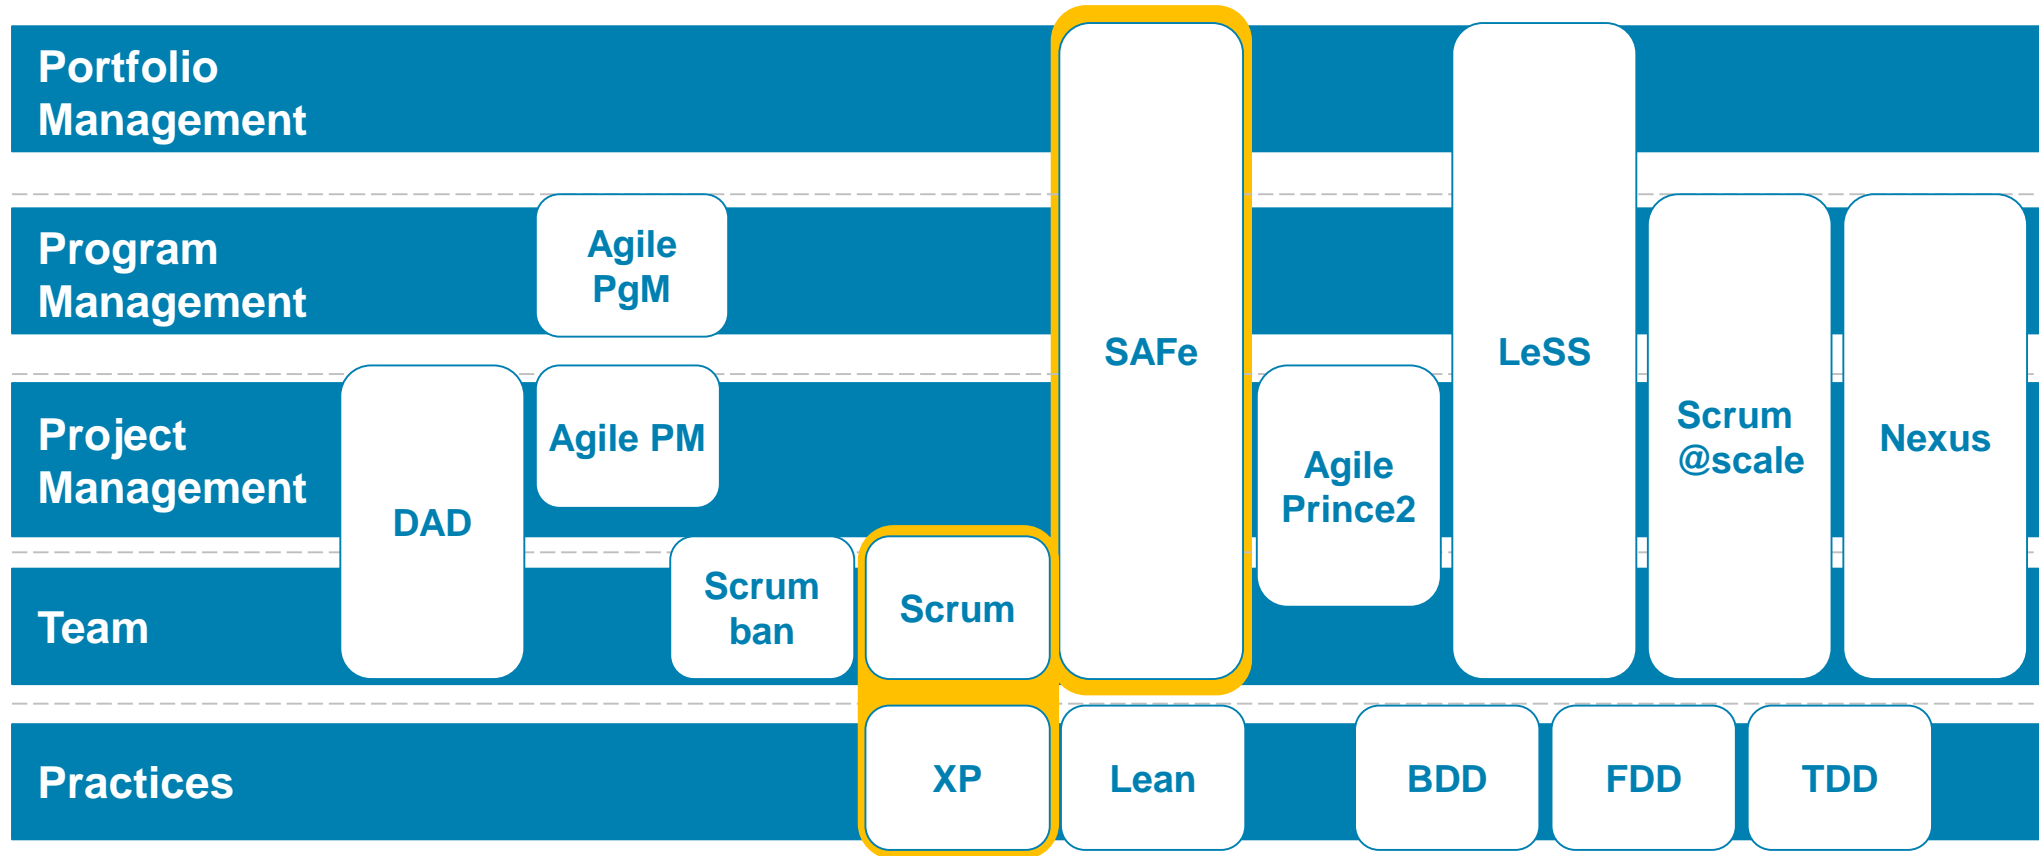 Portfolio
Management
Program
Management
Agile
PgM
SAFe
LeSS
Project
Management
DAD
Agile PM
Agile
Prince2
Scrum
@scale
Nexus
Team
Scrum
ban
Scrum
Practices
XP
Lean
BDD
FDD
TDD